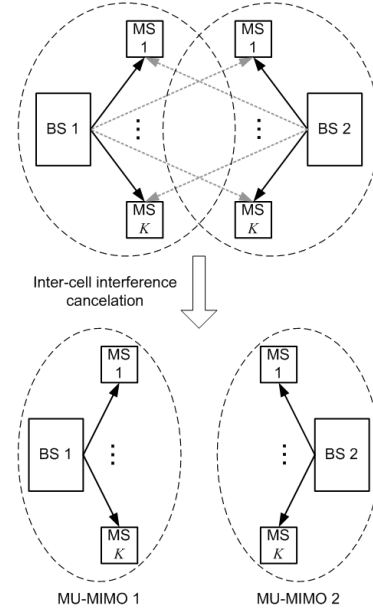 MS
1
MS
1
BS 1
BS 2
⋮
⋮
MS
K
MS
K
Inter-cell interference
cancelation
MS
1
MS
1
BS 1
BS 2
⋮
⋮
MS
K
MS
K
MU-MIMO 1
MU-MIMO 2